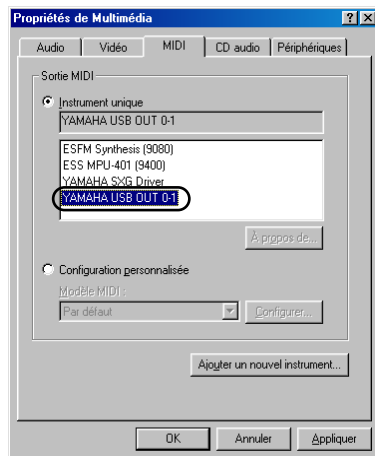 Propriétés de Multimédia
Audio Vidéo MIDI CD audio Périphériques
Sortie MIDI
Instrument unique
YAMAHA USB OUT 0-1
ESFM Synthesis (9080)
ESS MPU-401 (9400)
YAMAHA SXG Driver
YAMAHA USB OUT 0-1
À propos de...
Configuration personnalisée
Modèle MIDI :
Par défaut Configurer...
Ajouter un nouvel instrument...
OK Annuler Appliquer